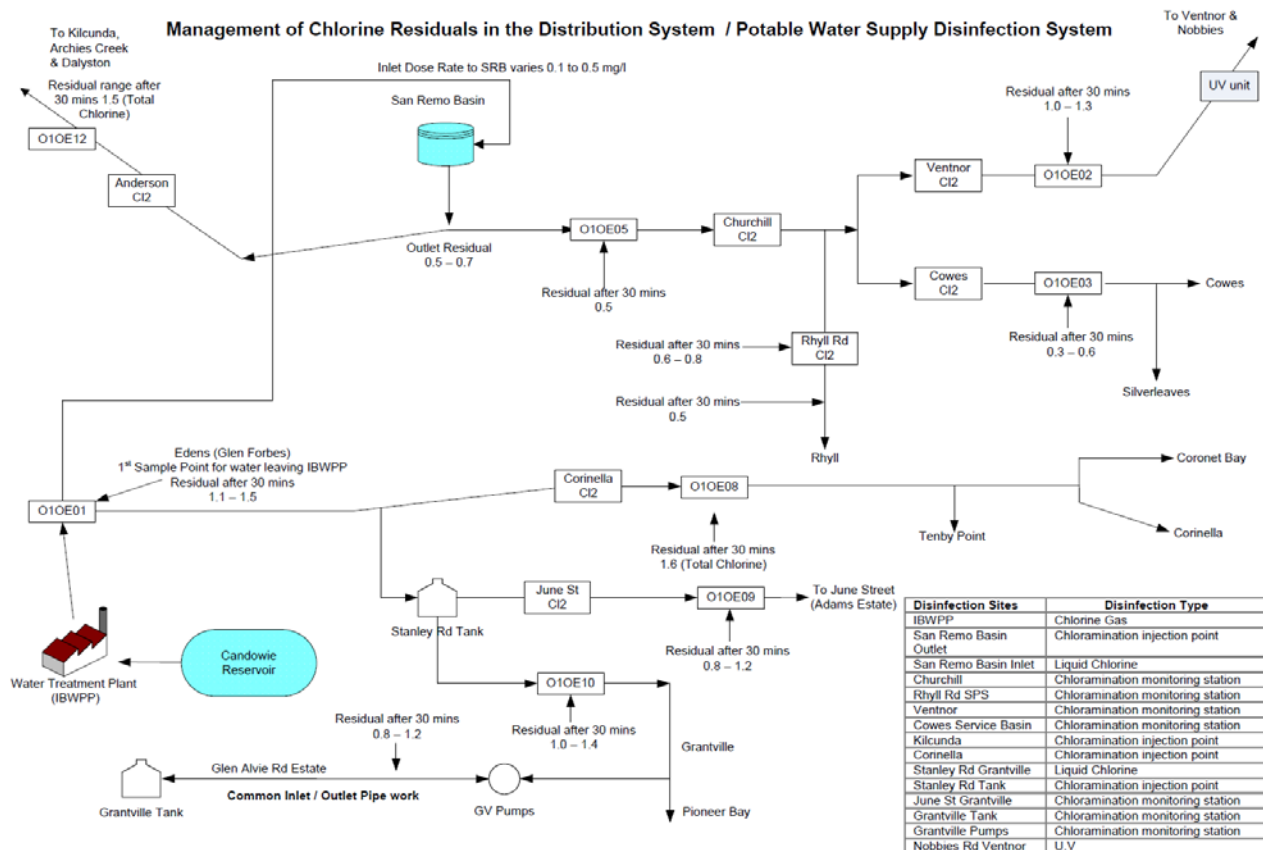 Management of Chlorine Residuals in the Distribution System / Potable Water Supply Disinfection System
To Kilcunda,
Archies Creek
& Dalyston
Residual range after
30 mins 1.5 (Total
Chlorine)
O1OE12
Anderson
Cl2
Inlet Dose Rate to SRB varies 0.1 to 0.5 mg/l
San Remo Basin
Outlet Residual
0.5 – 0.7
O1OE05
Residual after 30 mins
0.5
Churchill
Cl2
To Ventnor &
Nobbies
UV unit
Residual after 30 mins
1.0 – 1.3
Ventnor
Cl2
O1OE02
Cowes
Cl2
O1OE03
Cowes
Residual after 30 mins
0.3 – 0.6
Silverleaves
Residual after 30 mins
0.6 – 0.8
Rhyll Rd
Cl2
Residual after 30 mins
0.5
Rhyll
Edens (Glen Forbes)
1st Sample Point for water leaving IBWPP
Residual after 30 mins
1.1 – 1.5
O1OE01
Corinella
Cl2
O1OE08
Residual after 30 mins
1.6 (Total Chlorine)
Coronet Bay
Tenby Point
Corinella
Stanley Rd Tank
June St
Cl2
O1OE09
To June Street
(Adams Estate)
Residual after 30 mins
0.8 – 1.2
Water Treatment Plant
(IBWPP)
Candowie
Reservoir
O1OE10
Residual after 30 mins
1.0 – 1.4
Residual after 30 mins
0.8 – 1.2
Grantville
Glen Alvie Rd Estate
Common Inlet / Outlet Pipe work
Grantville Tank
GV Pumps
Pioneer Bay
Disinfection Sites Disinfection Type
IBWPP Chlorine Gas
San Remo Basin Chloramination injection point
Outlet
San Remo Basin Inlet Liquid Chlorine
Churchill Chloramination monitoring station
Rhyll Rd SPS Chloramination monitoring station
Ventnor Chloramination monitoring station
Cowes Service Basin Chloramination monitoring station
Kilcunda Chloramination injection point
Corinella Chloramination injection point
Stanley Rd Grantville Liquid Chlorine
Stanley Rd Tank Chloramination injection point
June St Grantville Chloramination monitoring station
Grantville Tank Chloramination monitoring station
Grantville Pumps Chloramination monitoring station
Nobbies Rd Ventnor U.V